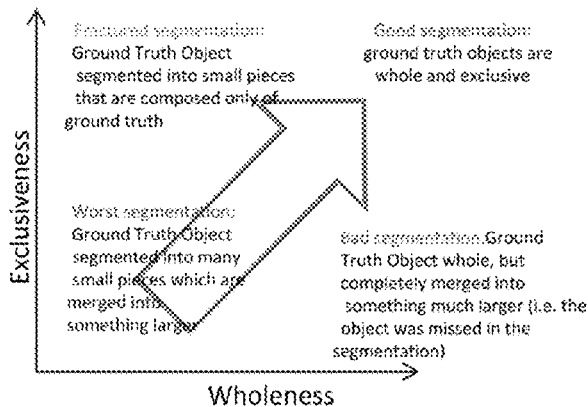 Fractured segmentation:
Ground Truth Object
segmented into small pieces
that are composed only of
ground truth
Good segmentation:
ground truth objects are
whole and exclusive
Exclusiveness
Worst segmentation:
Ground Truth Object
segmented into many
small pieces which are
merged into
something larger
Bad segmentation:Ground
Truth Object whole, but
completely merged into
something much larger (i.e. the
object was missed in the
segmentation)
Wholeness